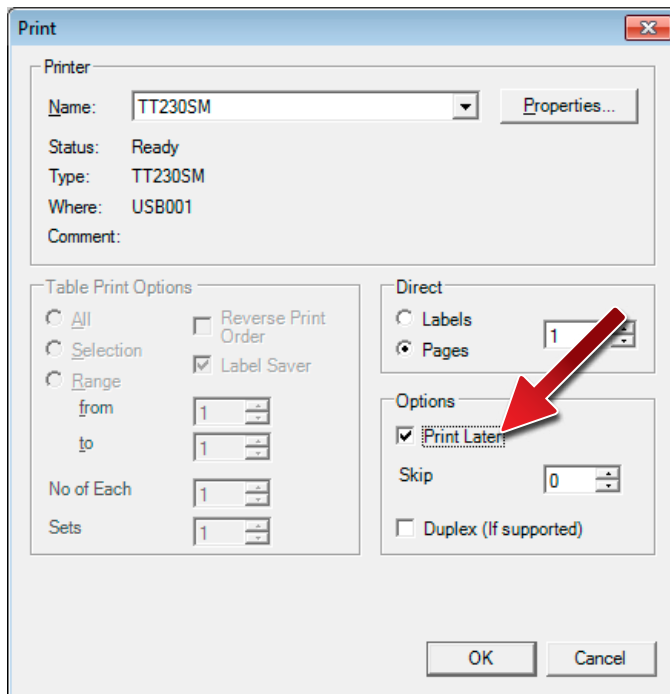 Print
Printer
Name: TT230SM Properties...
Status: Ready
Type: TT230SM
Where: USB001
Comment:
Table Print Options
All
Selection
Range
from 1
to 1
No of Each 1
Sets 1
Reverse Print
Order
Label Saver
Direct
Labels
Pages
1
Options
Print Later
Skip 0
Duplex (If supported)
OK Cancel